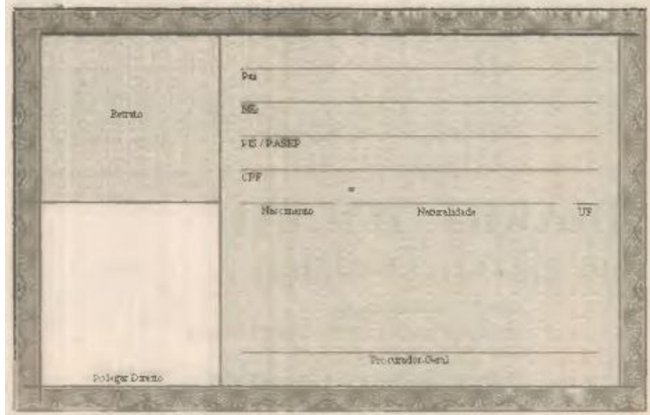 Retrato
Pai
Mãe
PIS / PASEP
CPF
Nascimento Naturalidade UF
Procurador-Geral
Polegar Direito